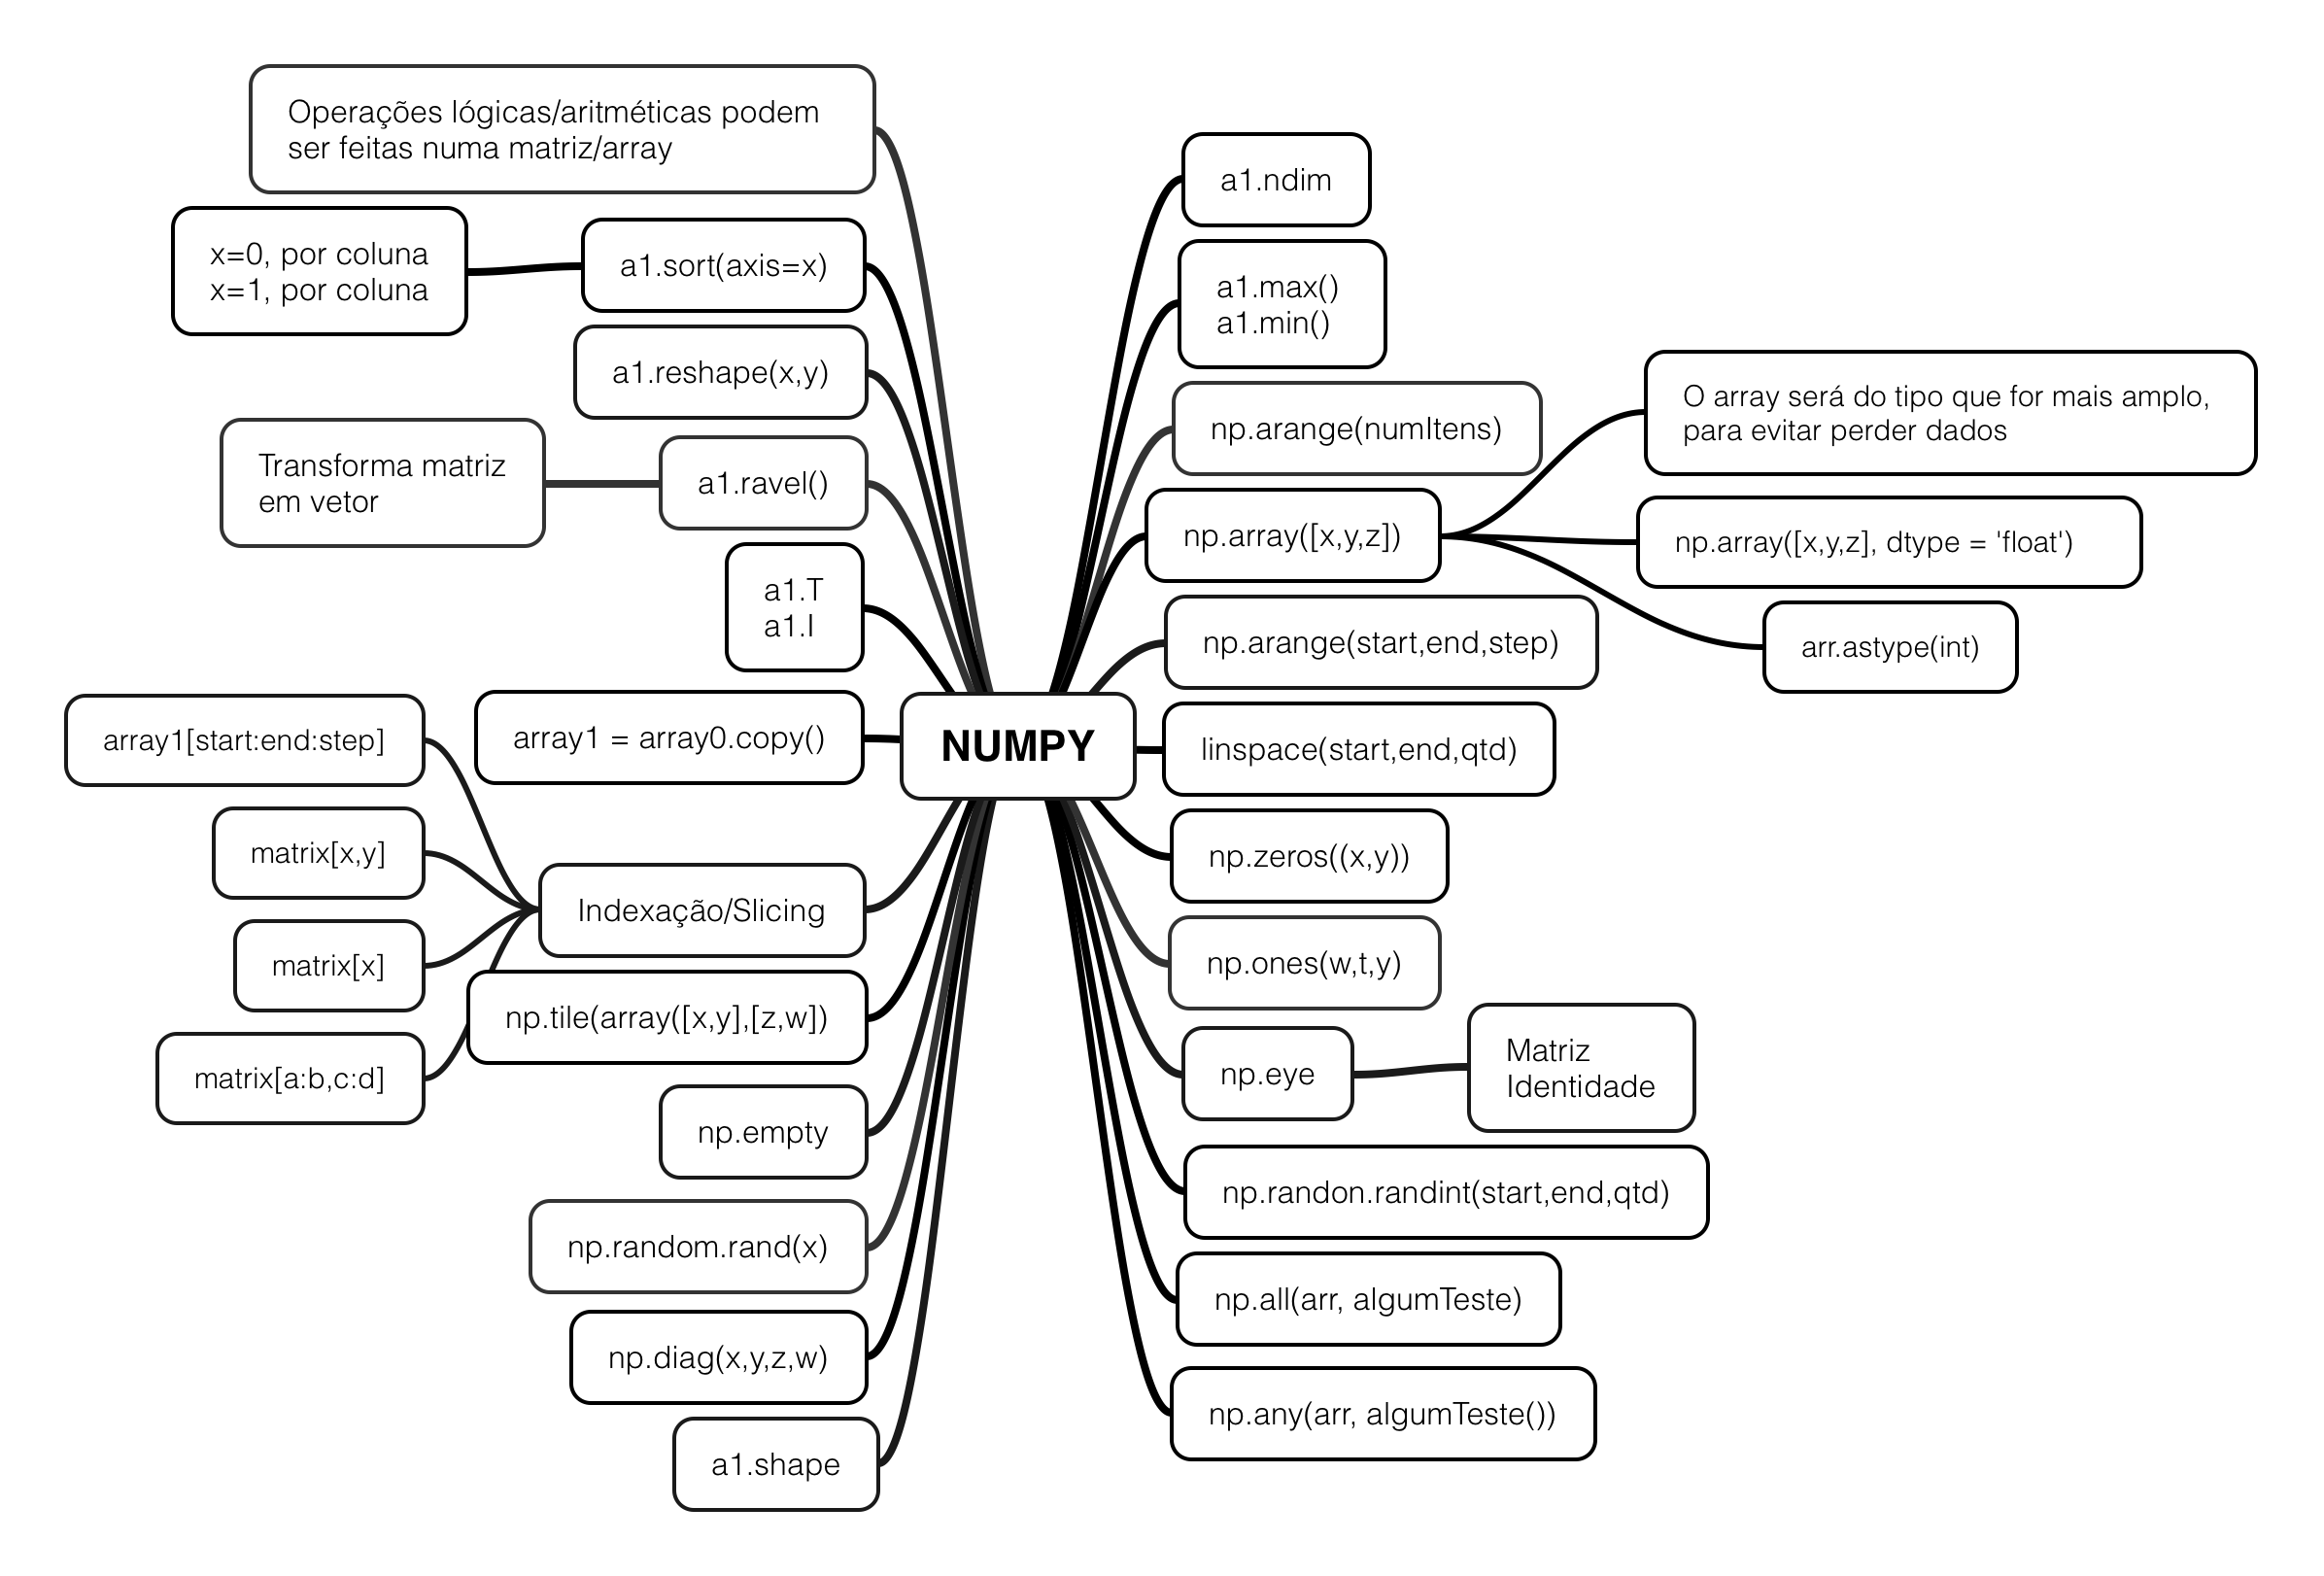 Operações lógicas/aritméticas podem
ser feitas numa matriz/array
x=0, por coluna
x=1, por coluna
a1.sort(axis=x)
a1.reshape(x,y)
Transforma matriz
em vetor
a1.ravel()
a1.T
a1.I
array1 = array0.copy()
array1[start:end:step]
matrix[x,y]
matrix[x]
matrix[a:b,c:d]
Indexação/Slicing
np.tile(array([x,y],[z,w])
np.empty
np.random.rand(x)
np.diag(x,y,z,w)
a1.shape
NUMPY
a1.ndim
a1.max()
a1.min()
np.arange(numItens)
np.array([x,y,z])
O array será do tipo que for mais amplo,
para evitar perder dados
np.array([x,y,z], dtype = 'float')
arr.astype(int)
np.arange(start,end,step)
linspace(start,end,qtd)
np.zeros((x,y))
np.ones(w,t,y)
np.eye
Matriz
Identidade
np.randon.randint(start,end,qtd)
np.all(arr, algumTeste)
np.any(arr, algumTeste())